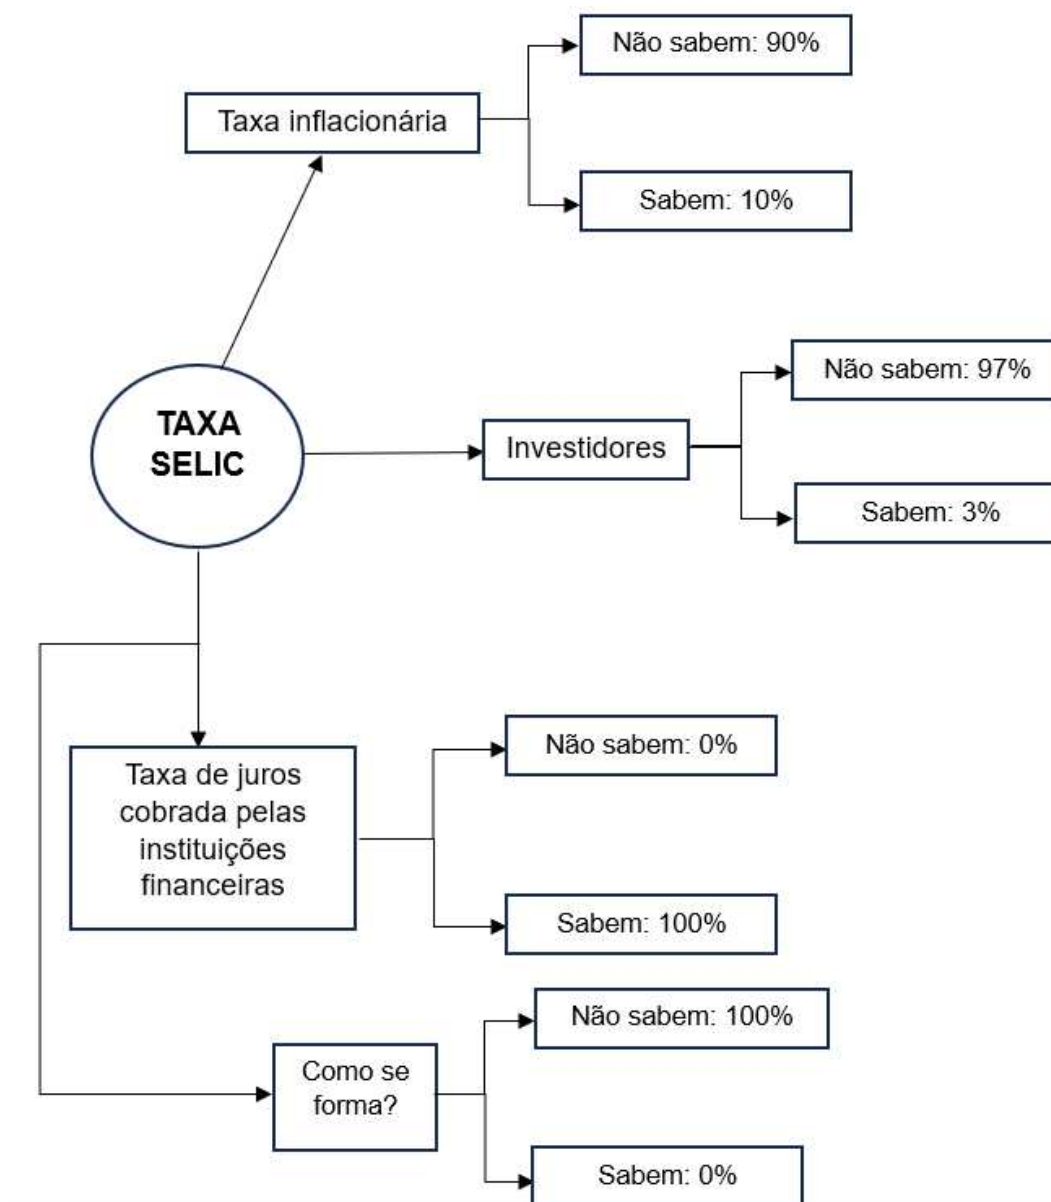 Não sabem: 90%
Taxa inflacionária
Sabem: 10%
TAXA
SELIC
Não sabem: 97%
Investidores
Sabem: 3%
Não sabem: 0%
Taxa de juros
cobrada pelas
instituições
financeiras
Sabem: 100%
Não sabem: 100%
Como se
forma?
Sabem: 0%